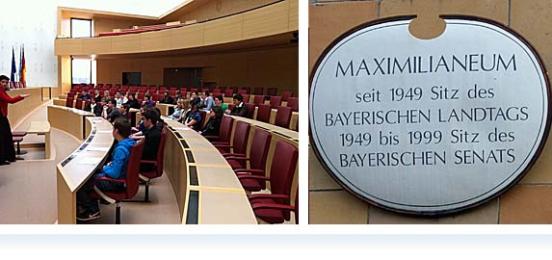 MAXIMILIANEUM
seit 1949 Sitz des
BAYERISCHEN LANDTAGS
1949 bis 1999 Sitz des
BAYERISCHEN SENATS